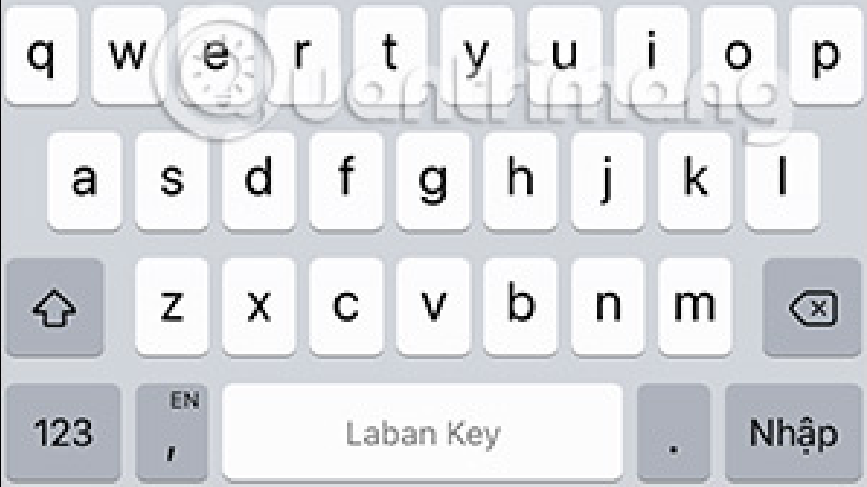 q w e r t y u i o p
Quantrimang
a s d f g h j k l
z x c v b n m
123 EN , Laban Key . Nhập